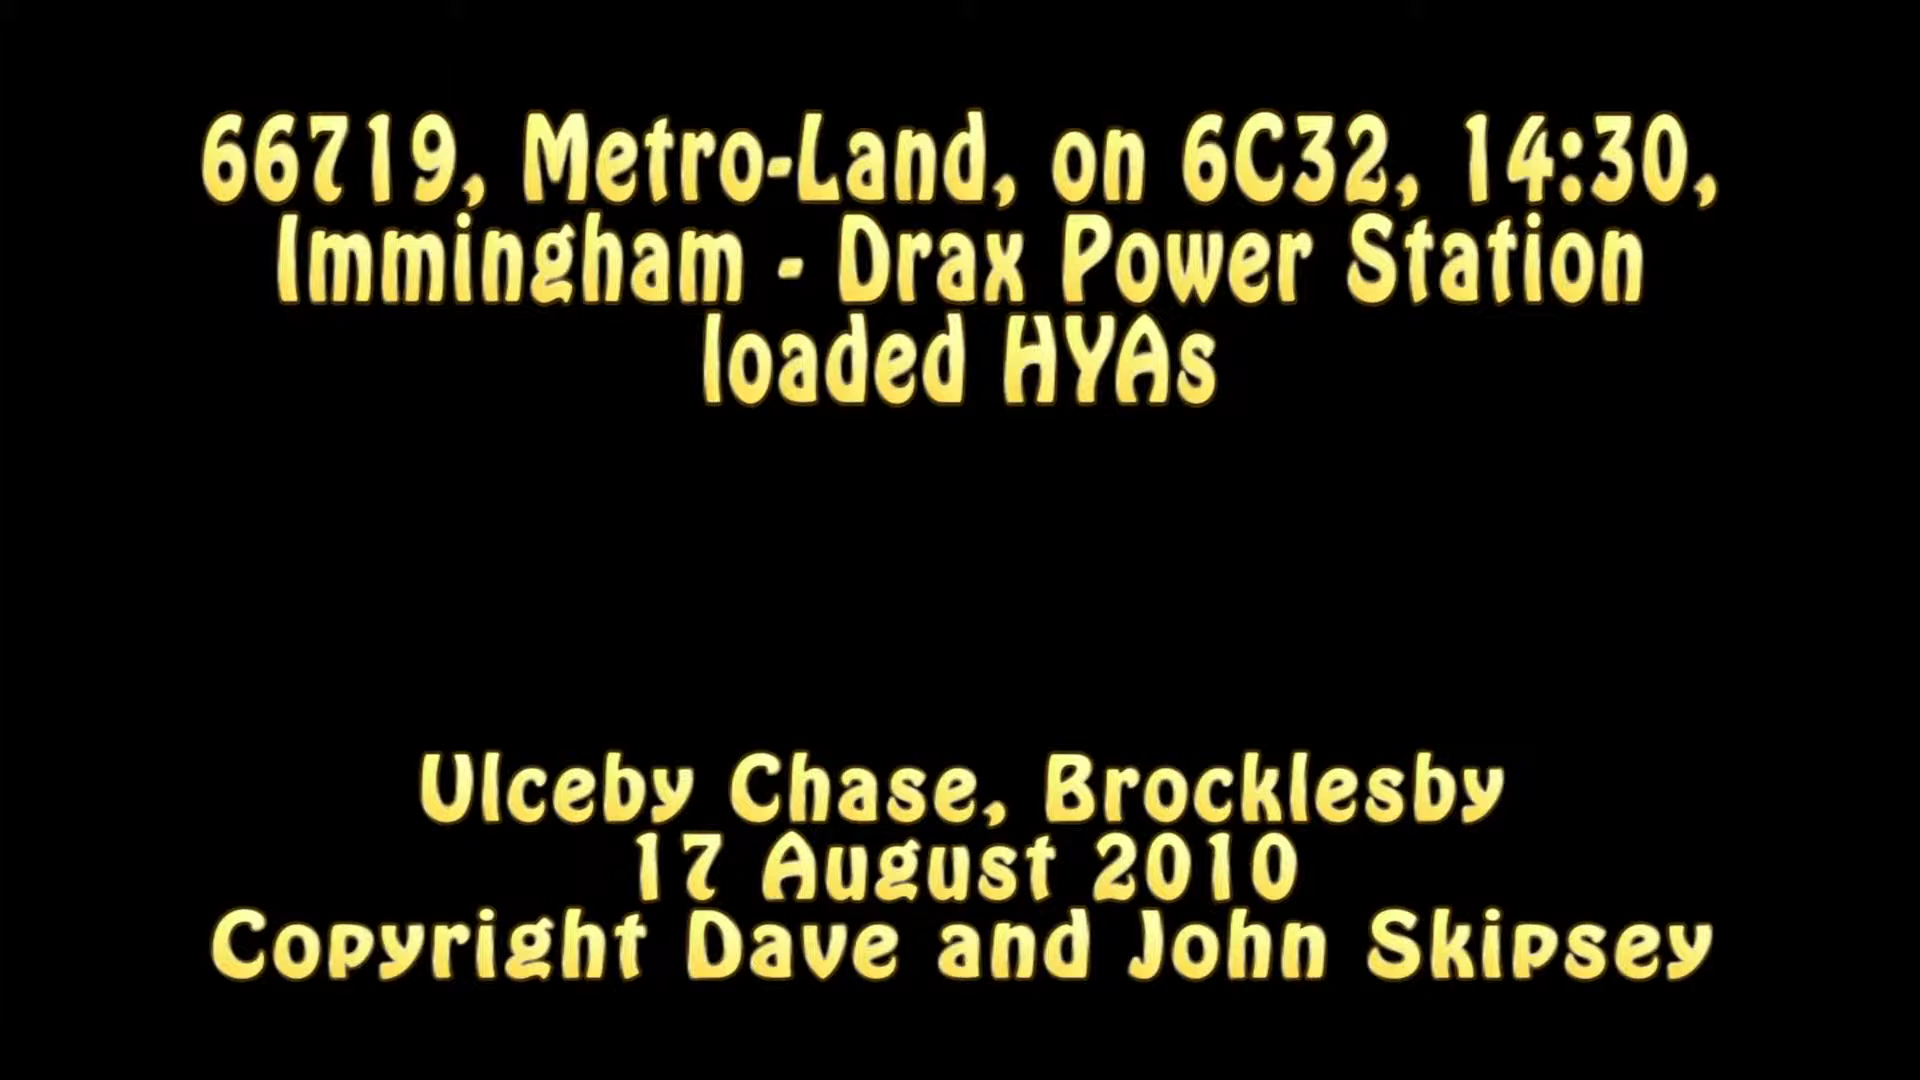 66719, Metro-Land, on 6C32, 14:30,
Immingham - Drax Power Station
loaded HYAs
Ulceby Chase, Brocklesby
17 August 2010
Copyright Dave and John Skipsey